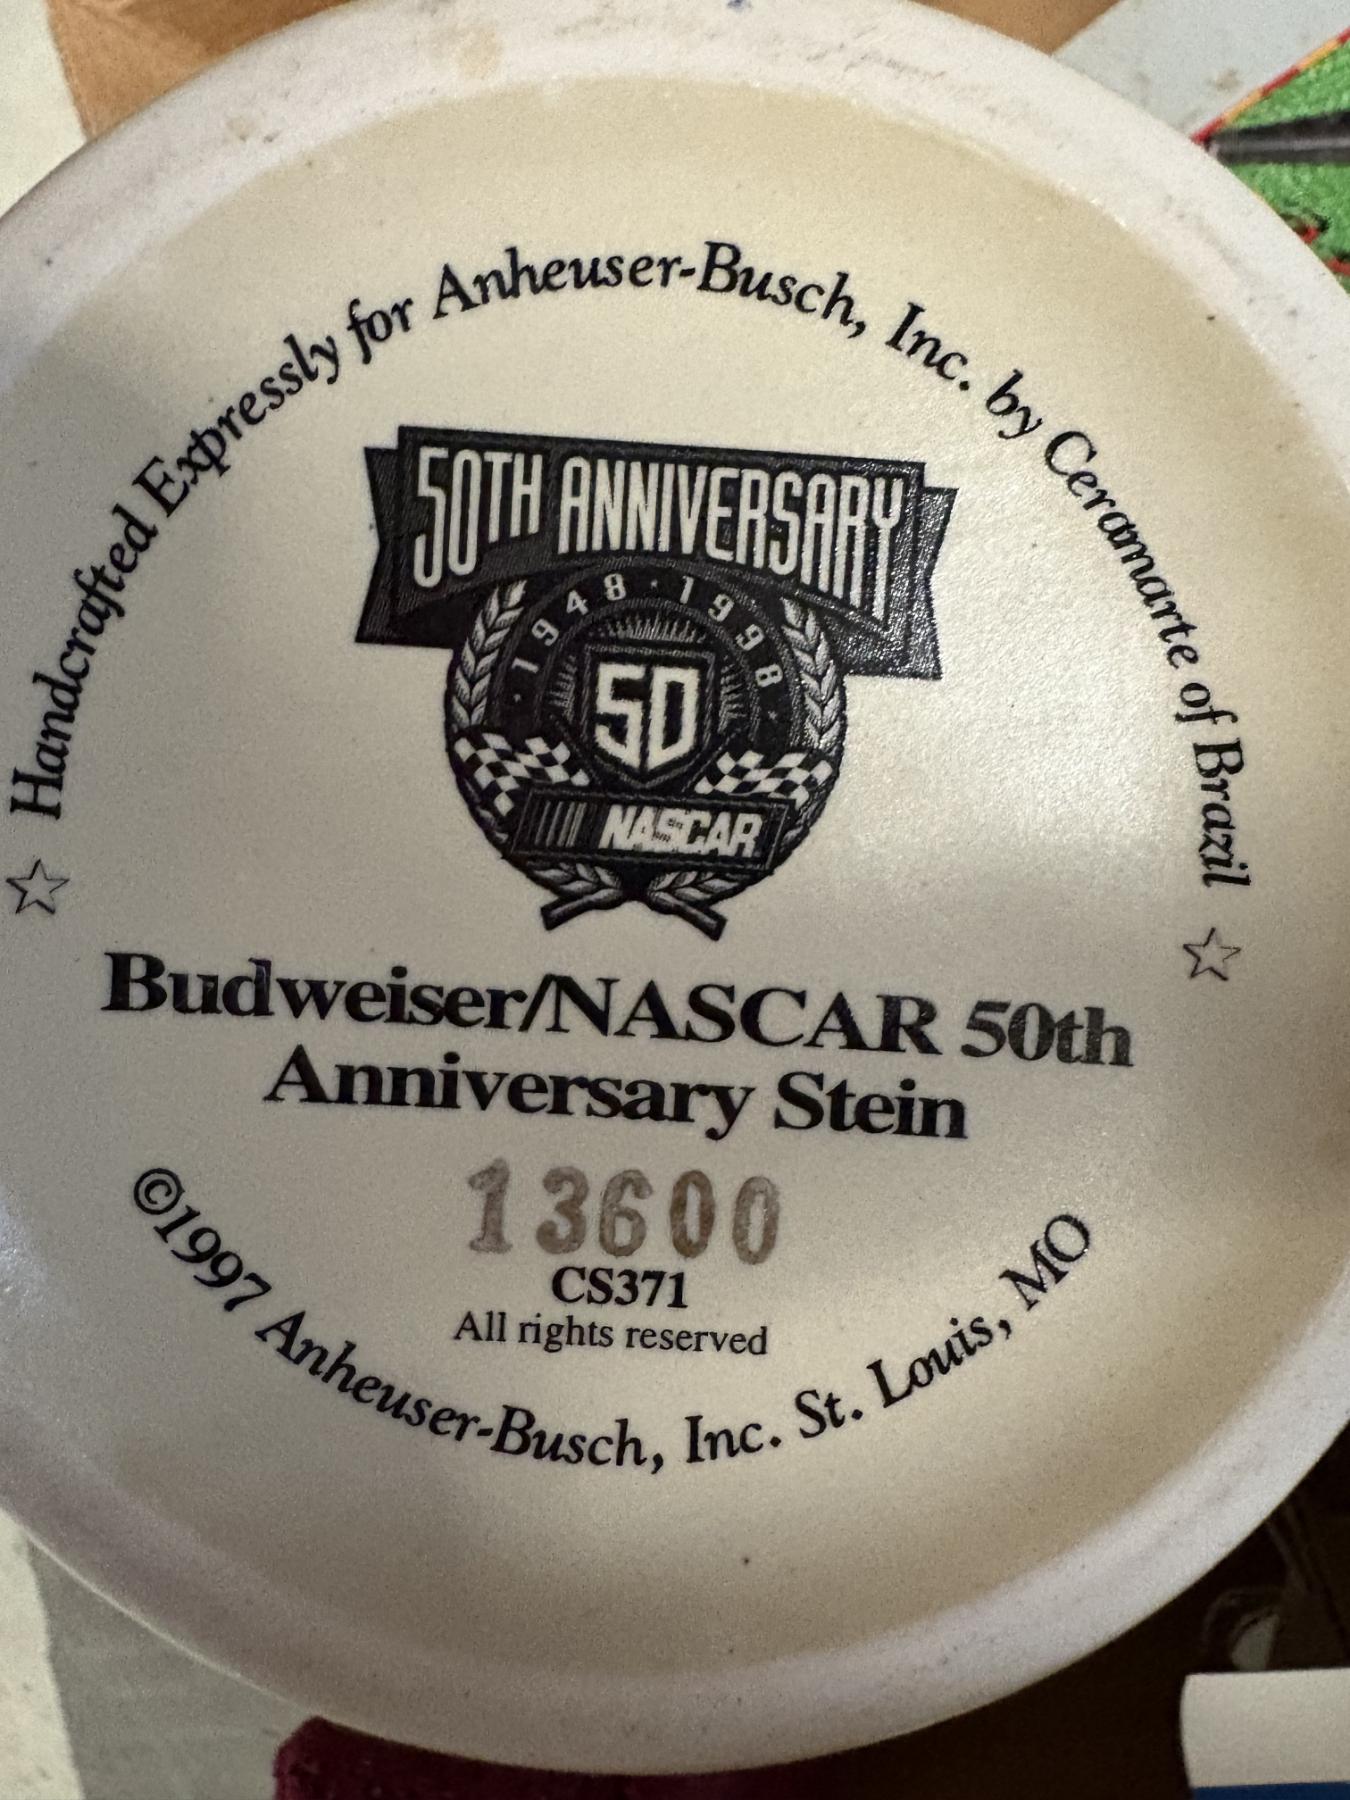 Handcrafted Expressly for Anheuser-Busch, Inc. by Ceramarte of Brazil
50TH ANNIVERSARY
1948 · 1998
50
NASCAR
Budweiser/NASCAR 50th
Anniversary Stein
13600
CS371
All rights reserved
©1997 Anheuser-Busch, Inc. St. Louis, MO